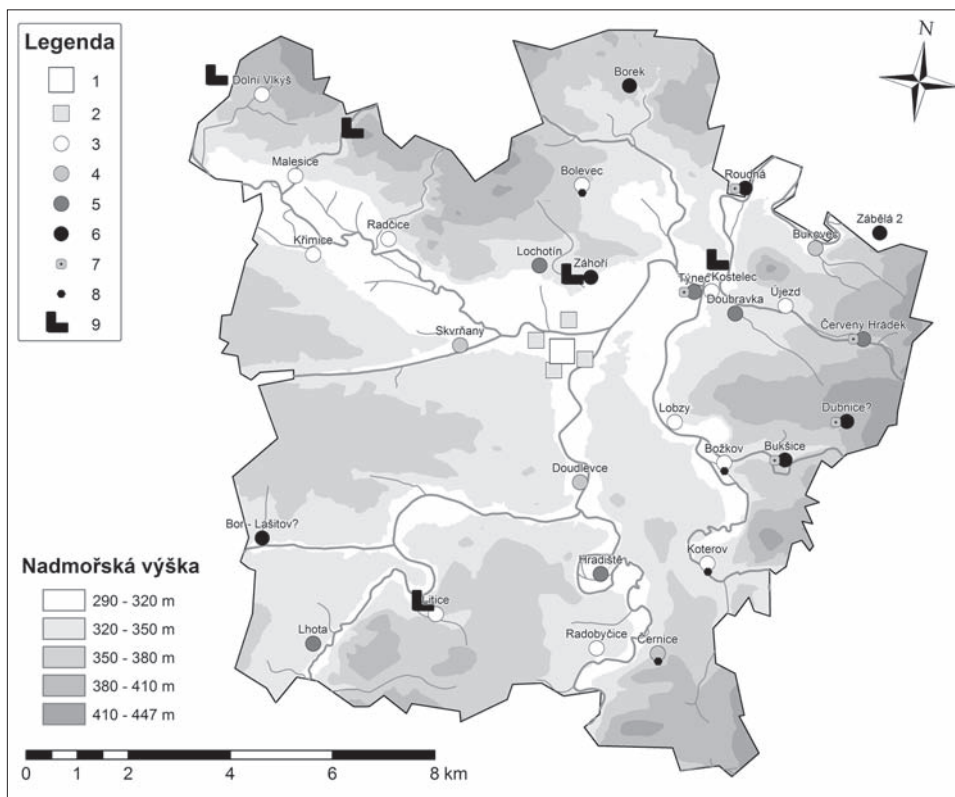 Legenda
1
2
3
4
5
6
7
8
9
N
Dolní Vlkyš
Borek
Malesice
Bolevec
Roudná
Radčice
Křimice
Zábělá 2
Bukovec
Lochotín
Záhoří
Týnec
Kostelec
Doubravka
Újezd
Červeny Hrádek
Skvrňany
Lobzy
Dubnice?
Božkov
Bukšice
Doudlevce
Bor - Lašitov?
Koterov
Hradiště
Litice
Lhota
Radobyčice
Černice
Nadmořská výška
290 - 320 m
320 - 350 m
350 - 380 m
380 - 410 m
410 - 447 m
0 1 2 4 6 8 km